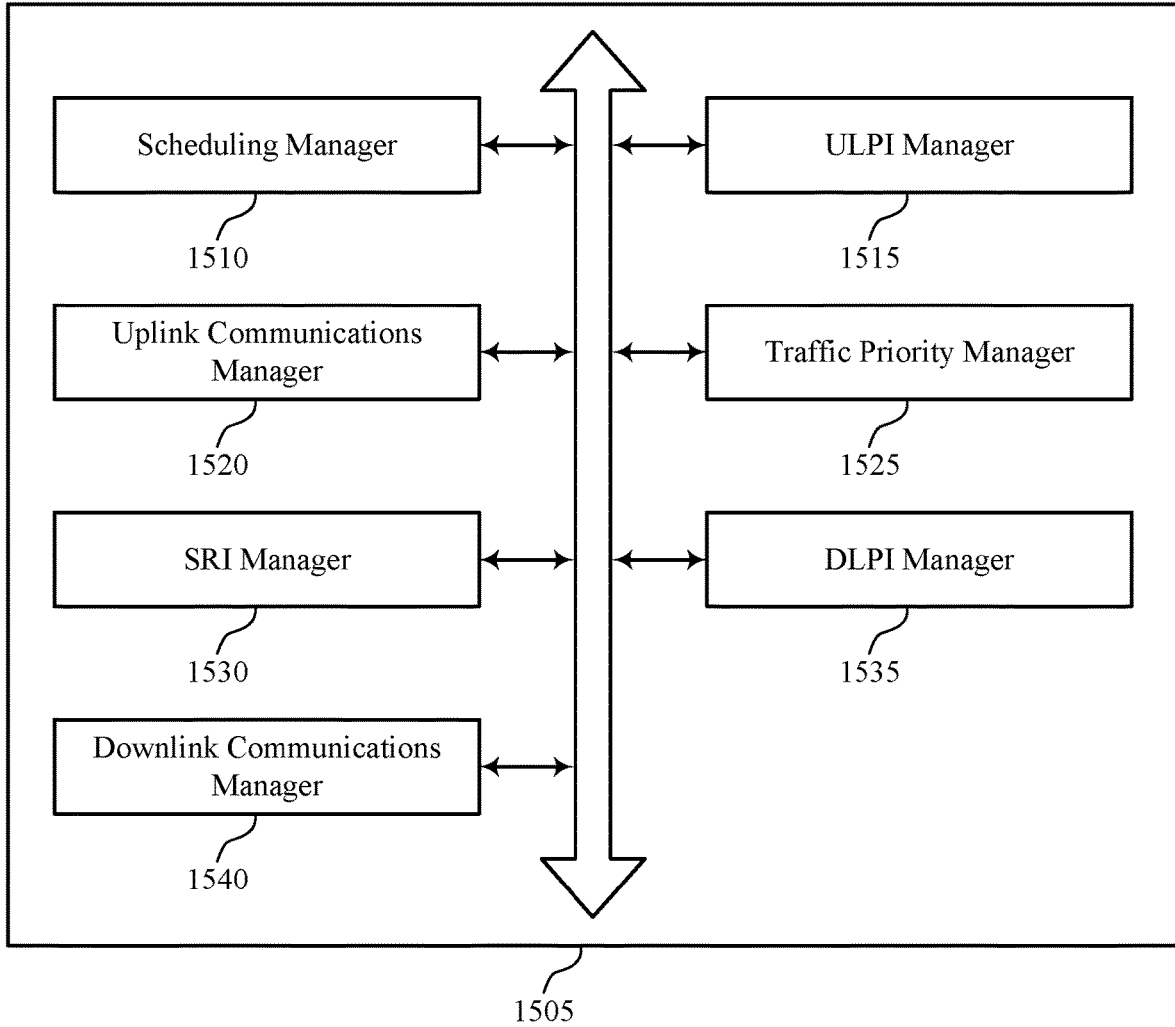 Scheduling Manager
1510
ULPI Manager
1515
Uplink Communications
Manager
1520
Traffic Priority Manager
1525
SRI Manager
1530
DLPI Manager
1535
Downlink Communications
Manager
1540
1505